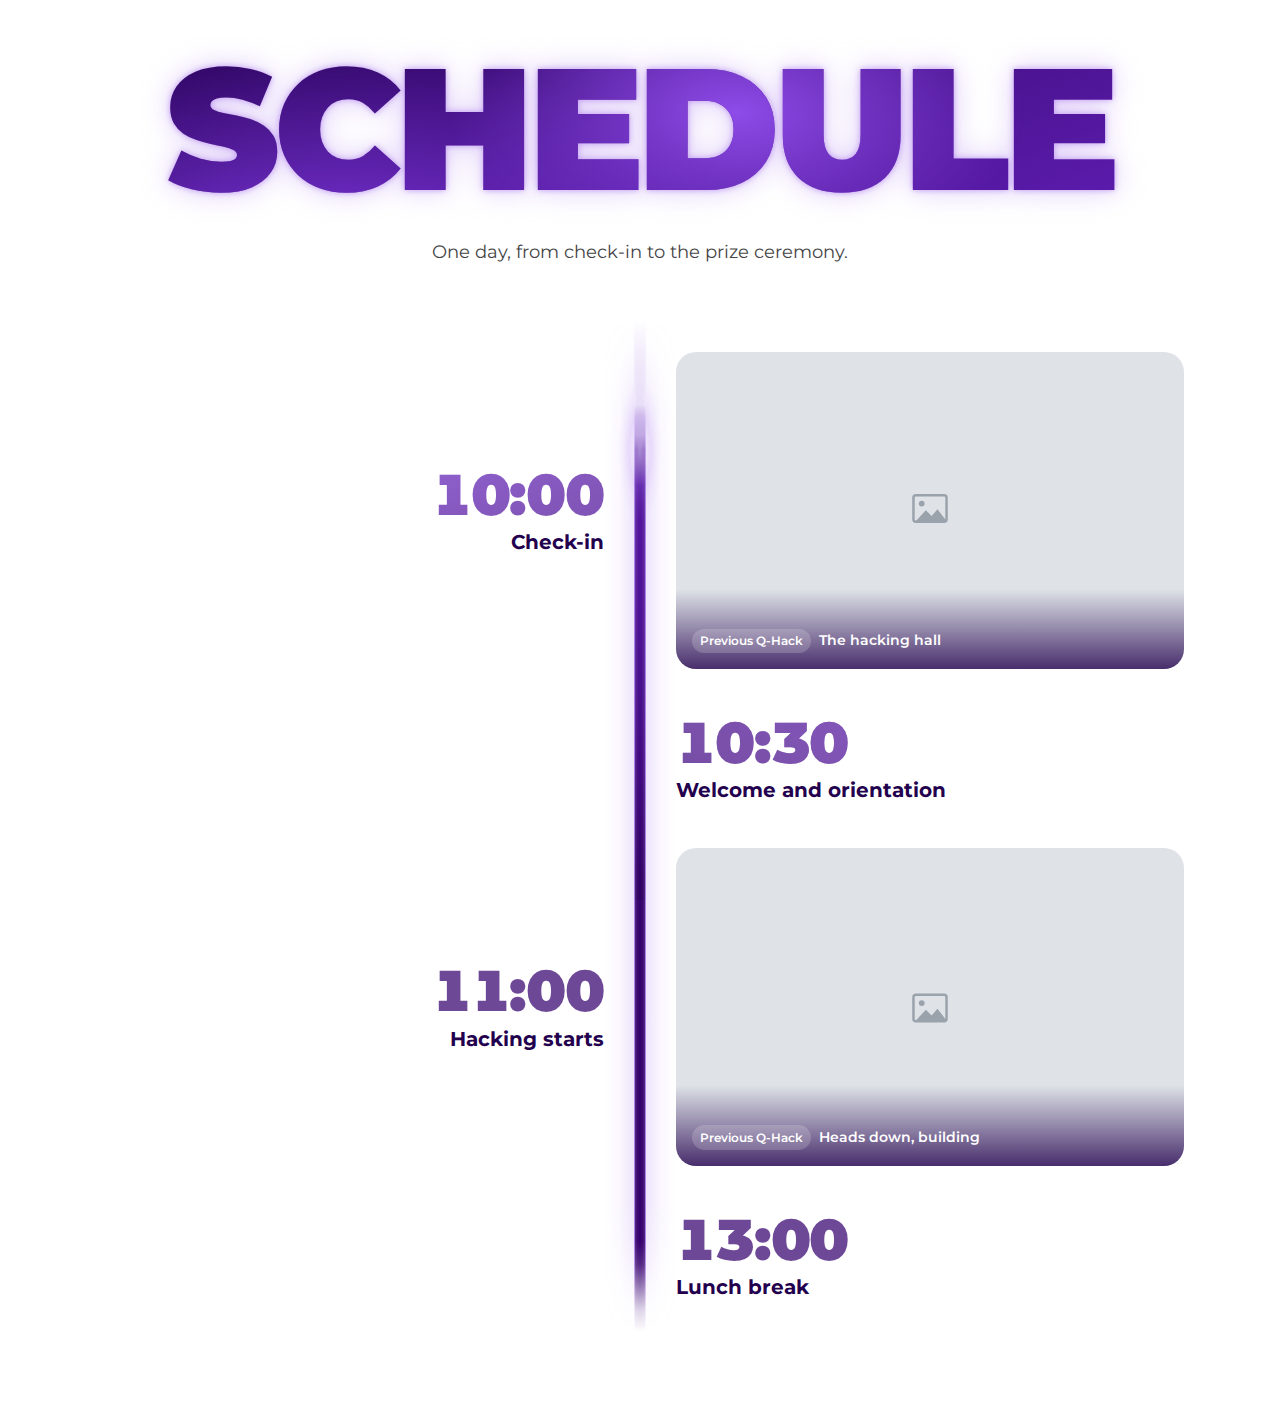 SCHEDULE
One day, from check-in to the prize ceremony.
10:00
Check-in
Previous Q-Hack The hacking hall
10:30
Welcome and orientation
11:00
Hacking starts
Previous Q-Hack Heads down, building
13:00
Lunch break